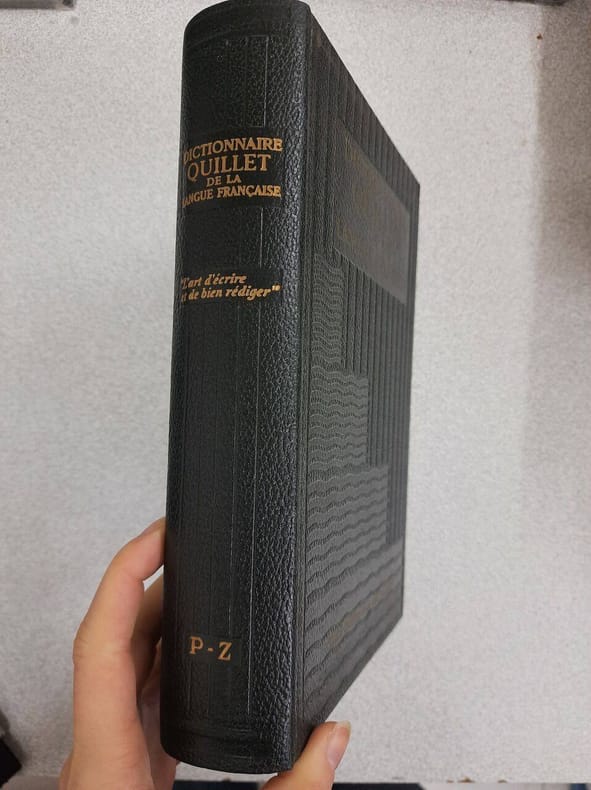 DICTIONNAIRE
QUILLET
DE LA
LANGUE FRANÇAISE
"L'art d'écrire
et de bien rédiger"
P-Z